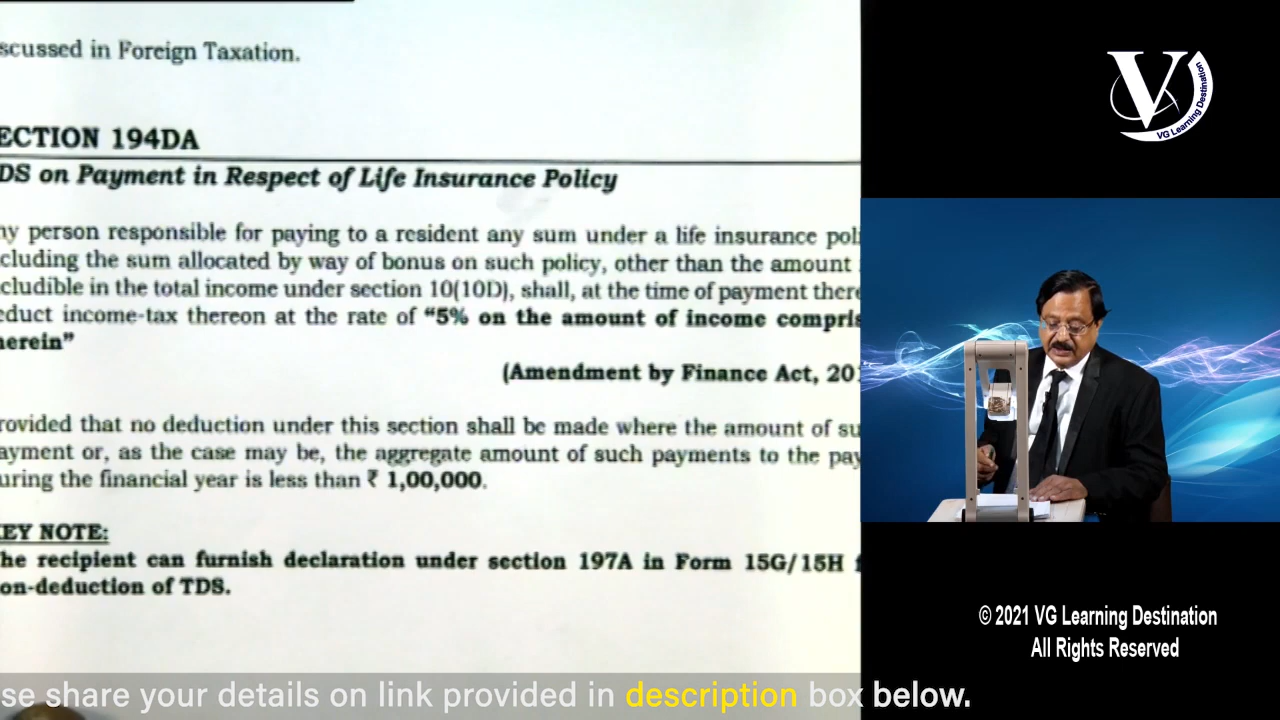 scussed in Foreign Taxation.
ECTION 194DA
DS on Payment in Respect of Life Insurance Policy
ny person responsible for paying to a resident any sum under a life insurance poli
cluding the sum allocated by way of bonus on such policy, other than the amount
cludible in the total income under section 10(10D), shall, at the time of payment there
educt income-tax thereon at the rate of “5% on the amount of income compris
herein”
(Amendment by Finance Act, 201
rovided that no deduction under this section shall be made where the amount of su
ayment or, as the case may be, the aggregate amount of such payments to the pay
uring the financial year is less than ₹ 1,00,000.
EY NOTE:
he recipient can furnish declaration under section 197A in Form 15G/15H f
on-deduction of TDS.
V
VG Learning Destination
© 2021 VG Learning Destination
All Rights Reserved
se share your details on link provided in description box below.